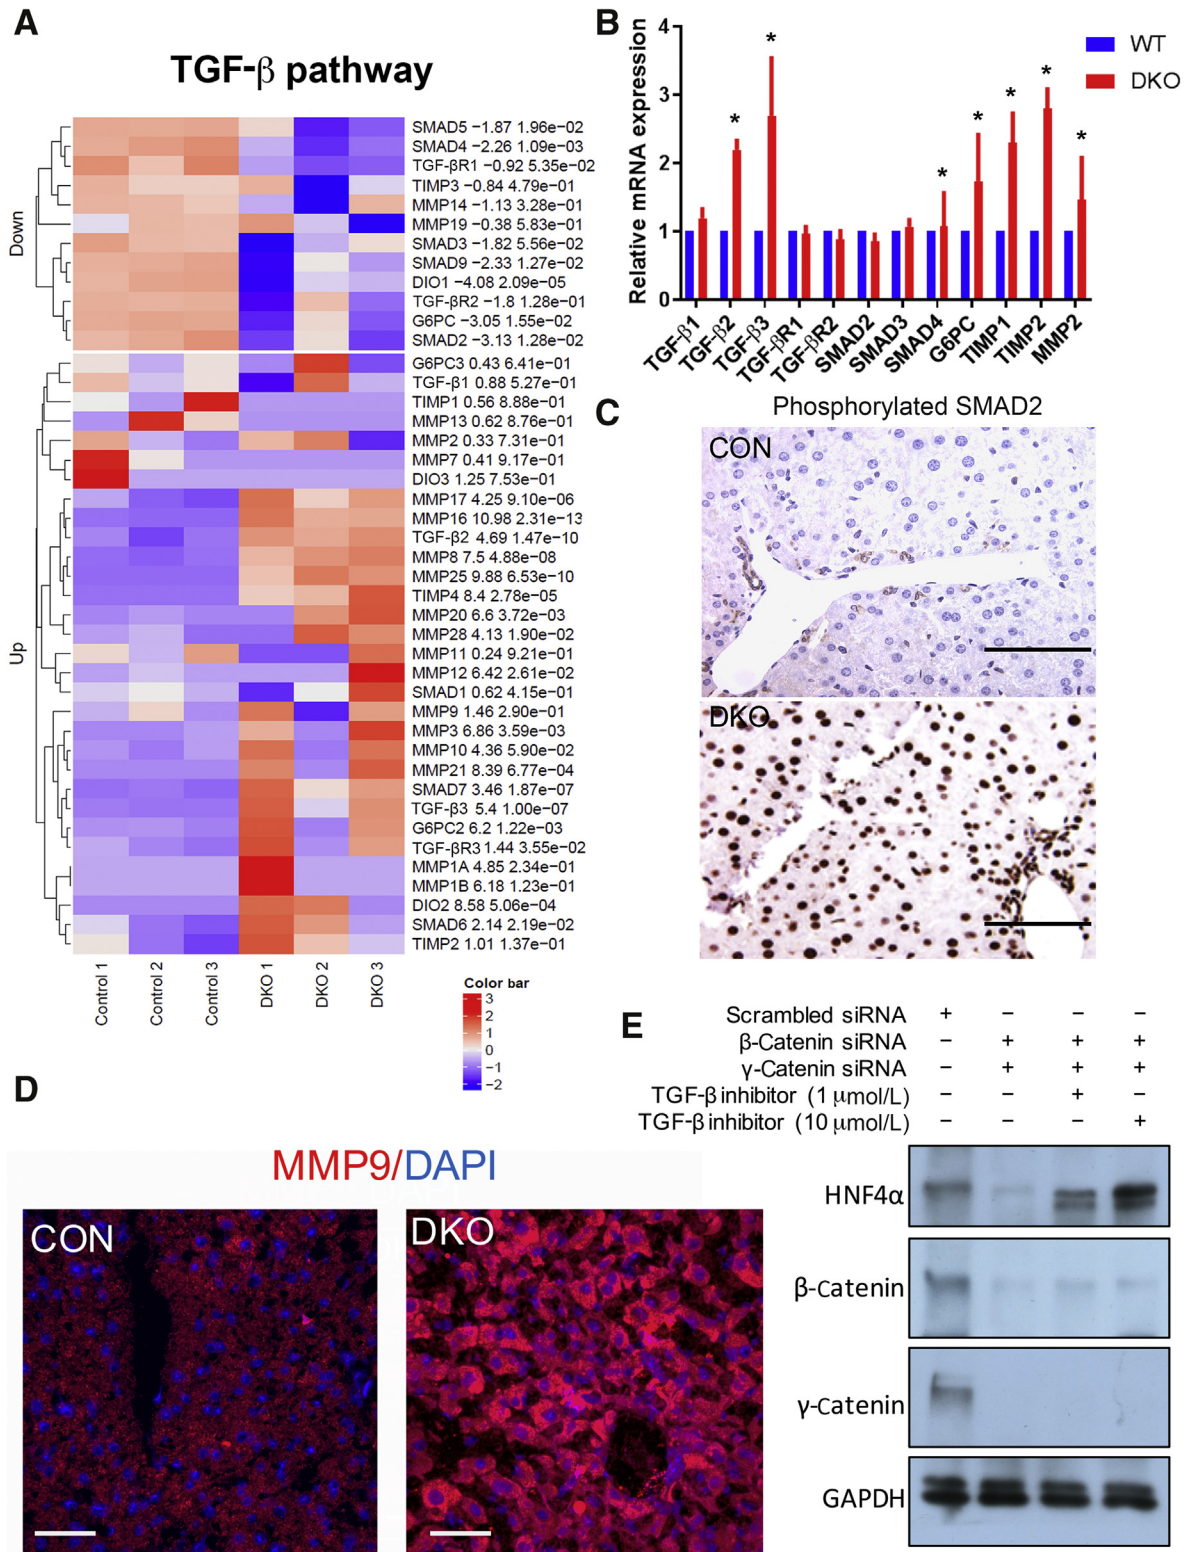 A
TGF-β pathway
Down
SMAD5 −1.87 1.96e−02
SMAD4 −2.26 1.09e−03
TGF-βR1 −0.92 5.35e−02
TIMP3 −0.84 4.79e−01
MMP14 −1.13 3.28e−01
MMP19 −0.38 5.83e−01
SMAD3 −1.82 5.56e−02
SMAD9 −2.33 1.27e−02
DIO1 −4.08 2.09e−05
TGF-βR2 −1.8 1.28e−01
G6PC −3.05 1.55e−02
SMAD2 −3.13 1.28e−02
Up
G6PC3 0.43 6.41e−01
TGF-β1 0.88 5.27e−01
TIMP1 0.56 8.88e−01
MMP13 0.62 8.76e−01
MMP2 0.33 7.31e−01
MMP7 0.41 9.17e−01
DIO3 1.25 7.53e−01
MMP17 4.25 9.10e−06
MMP16 10.98 2.31e−13
TGF-β2 4.69 1.47e−10
MMP8 7.5 4.88e−08
MMP25 9.88 6.53e−10
TIMP4 8.4 2.78e−05
MMP20 6.6 3.72e−03
MMP28 4.13 1.90e−02
MMP11 0.24 9.21e−01
MMP12 6.42 2.61e−02
SMAD1 0.62 4.15e−01
MMP9 1.46 2.90e−01
MMP3 6.86 3.59e−03
MMP10 4.36 5.90e−02
MMP21 8.39 6.77e−04
SMAD7 3.46 1.87e−07
TGF-β3 5.4 1.00e−07
G6PC2 6.2 1.22e−03
TGF-βR3 1.44 3.55e−02
MMP1A 4.85 2.34e−01
MMP1B 6.18 1.23e−01
DIO2 8.58 5.06e−04
SMAD6 2.14 2.19e−02
TIMP2 1.01 1.37e−01
Control 1
Control 2
Control 3
DKO 1
DKO 2
DKO 3
Color bar
3
2
1
0
−1
−2
B
Relative mRNA expression
4
3
2
1
0
* * * * * * *
WT
DKO
TGF-β1
TGF-β2
TGF-β3
TGF-βR1
TGF-βR2
SMAD2
SMAD3
SMAD4
G6PC
TIMP1
TIMP2
MMP2
C
Phosphorylated SMAD2
CON
DKO
D
MMP9/DAPI
CON
DKO
E
Scrambled siRNA + − − −
β-Catenin siRNA − + + +
γ-Catenin siRNA − + + +
TGF-β inhibitor (1 μmol/L) − − + −
TGF-β inhibitor (10 μmol/L) − − − +
HNF4α
β-Catenin
γ-Catenin
GAPDH